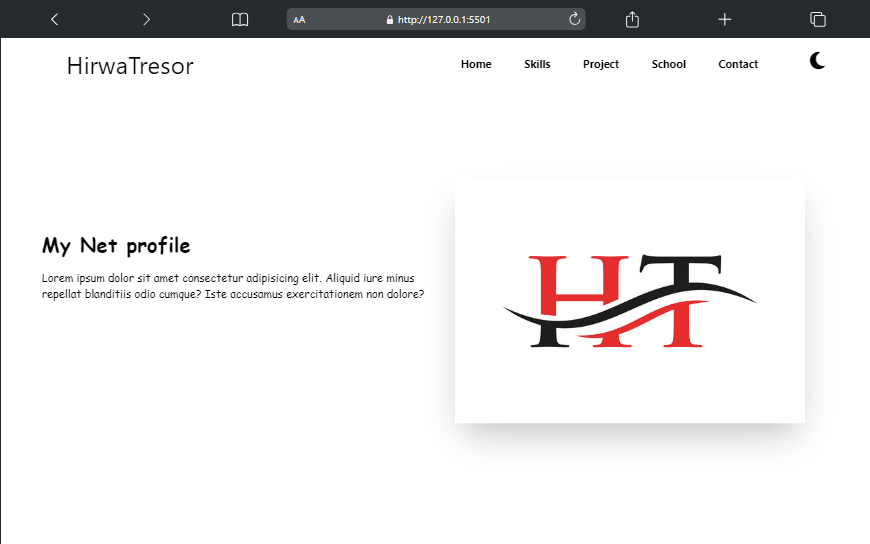 AA http://127.0.0.1:5501
HirwaTresor Home Skills Project School Contact
My Net profile
Lorem ipsum dolor sit amet consectetur adipisicing elit. Aliquid iure minus
repellat blanditiis odio cumque? Iste accusamus exercitationem non dolore?
HT